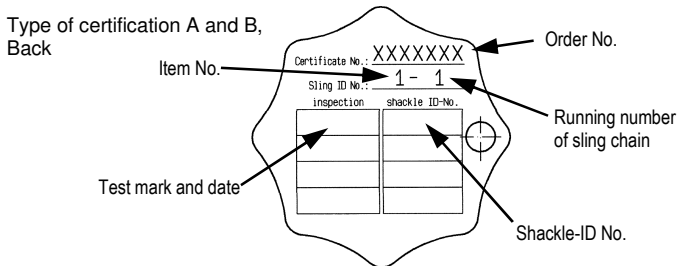 Type of certification A and B,
Back
Order No.
Certificate No.: XXXXXXX
Item No.
Sling ID No.: 1- 1
inspection shackle ID-No.
Running number
of sling chain
Test mark and date
Shackle-ID No.